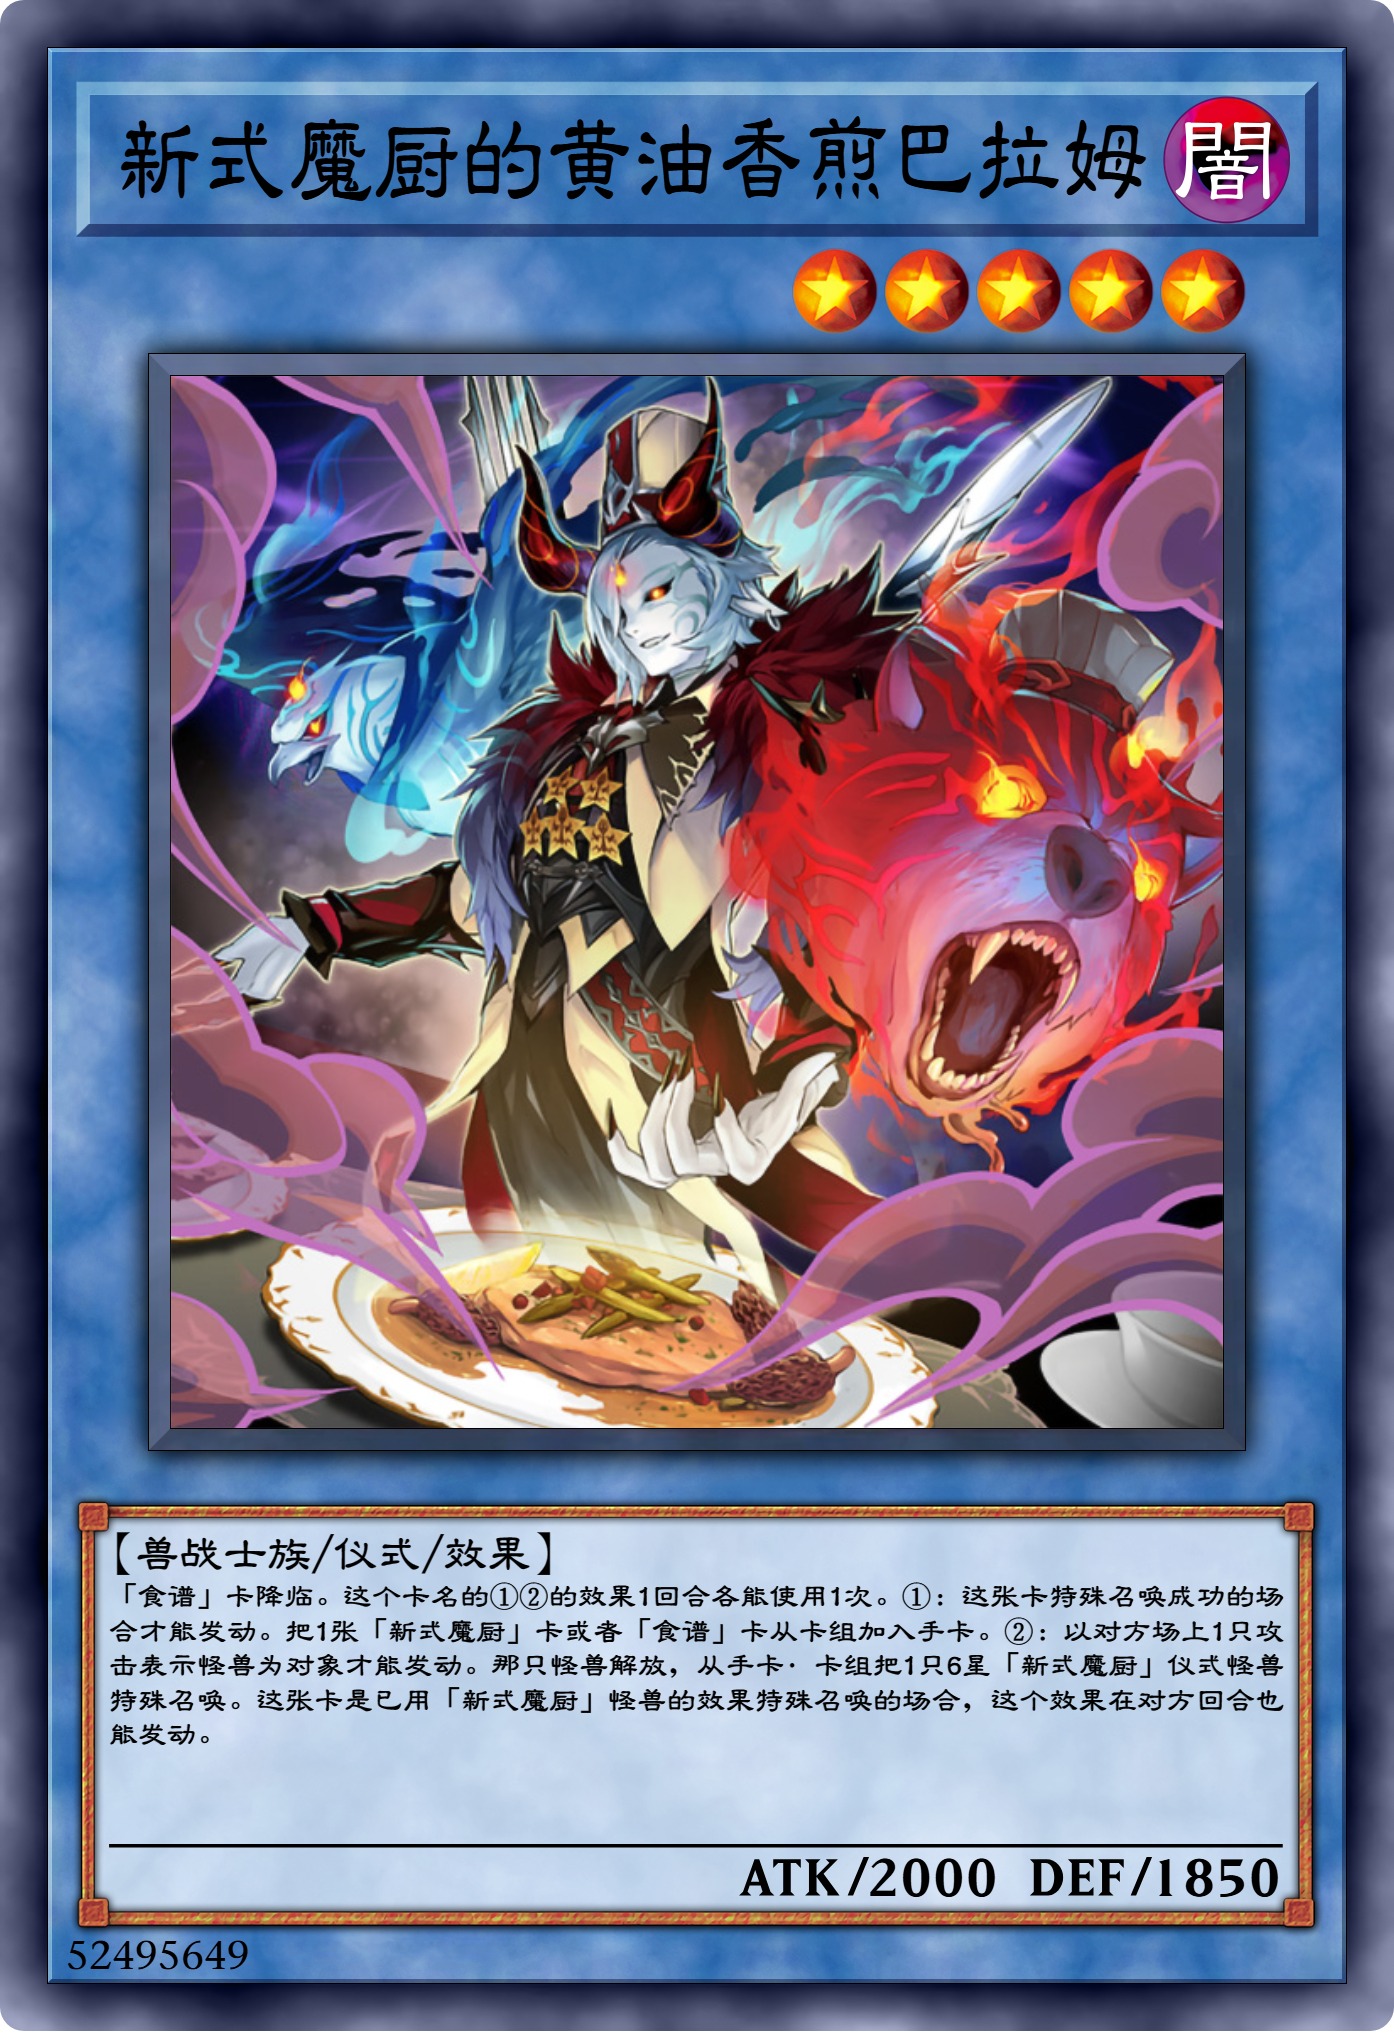 新式魔厨的黄油香煎巴拉姆
闇
【兽战士族/仪式/效果】
「食谱」卡降临。这个卡名的①②的效果1回合各能使用1次。①：这张卡特殊召唤成功的场
合才能发动。把1张「新式魔厨」卡或者「食谱」卡从卡组加入手卡。②：以对方场上1只攻
击表示怪兽为对象才能发动。那只怪兽解放，从手卡·卡组把1只6星「新式魔厨」仪式怪兽
特殊召唤。这张卡是已用「新式魔厨」怪兽的效果特殊召唤的场合，这个效果在对方回合也
能发动。
ATK/2000 DEF/1850
52495649